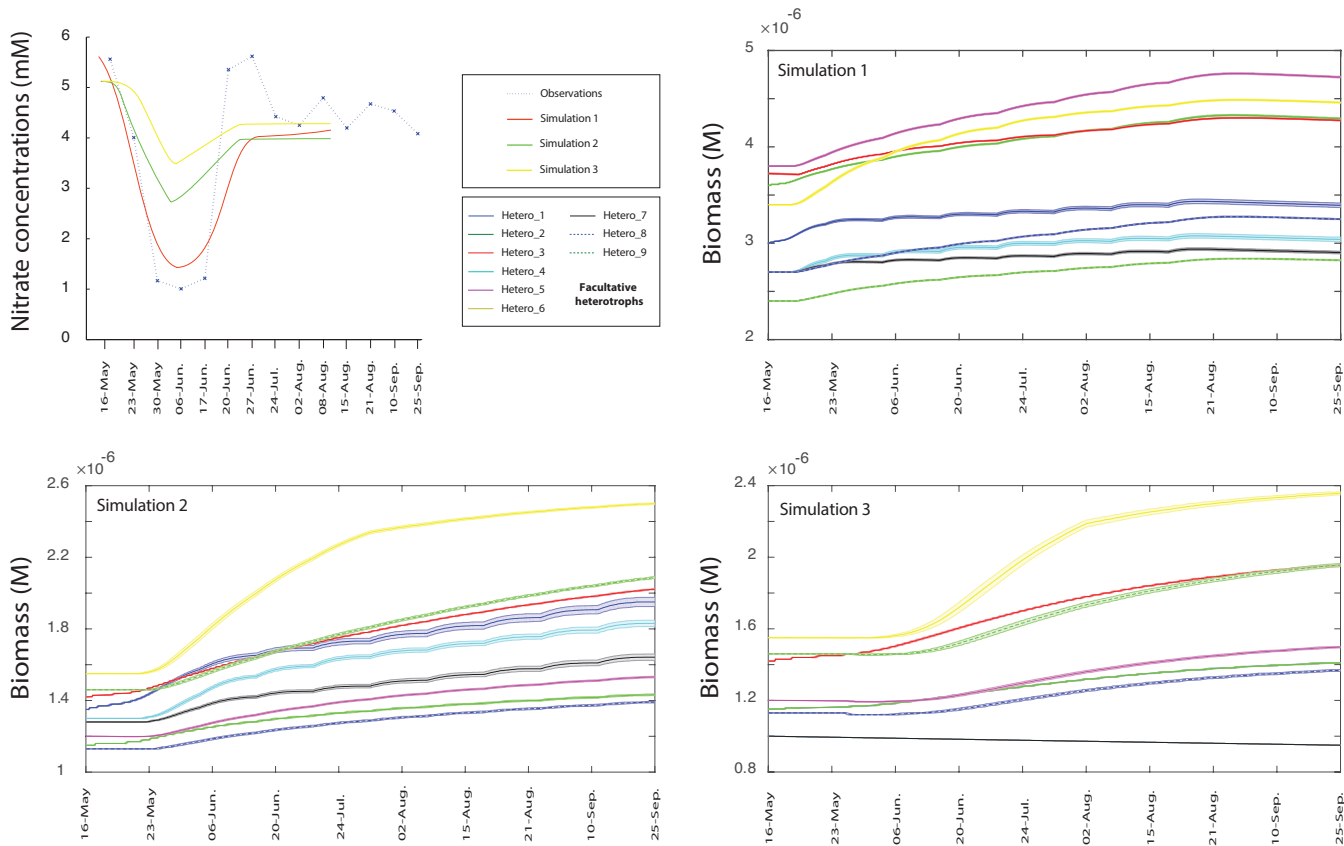 Nitrate concentrations (mM)
6
5
4
3
2
1
0
16-May
23-May
30-May
06-Jun.
17-Jun.
20-Jun.
27-Jun.
24-Jul.
02-Aug.
08-Aug.
15-Aug.
21-Aug.
10-Sep.
25-Sep.
Observations
Simulation 1
Simulation 2
Simulation 3
Hetero_1
Hetero_2
Hetero_3
Hetero_4
Hetero_5
Hetero_6
Hetero_7
Hetero_8
Hetero_9
Facultative
heterotrophs
×10-6
Simulation 1
Biomass (M)
5
4
3
2
16-May
23-May
06-Jun.
20-Jun.
24-Jul.
02-Aug.
15-Aug.
21-Aug.
10-Sep.
25-Sep.
×10-6
Simulation 2
Biomass (M)
2.6
2.2
1.8
1.4
1
16-May
23-May
06-Jun.
20-Jun.
24-Jul.
02-Aug.
15-Aug.
21-Aug.
10-Sep.
25-Sep.
×10-6
Simulation 3
Biomass (M)
2.4
2
1.6
1.2
0.8
16-May
23-May
06-Jun.
20-Jun.
24-Jul.
02-Aug.
15-Aug.
21-Aug.
10-Sep.
25-Sep.